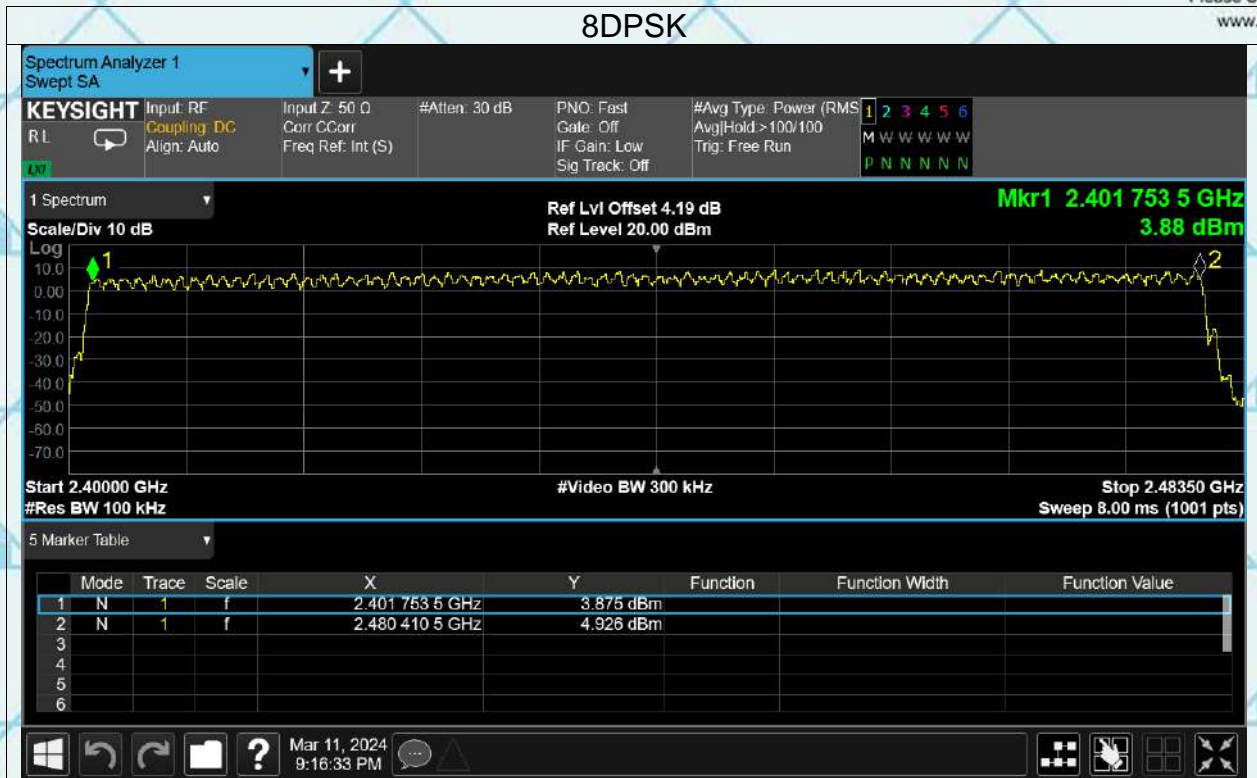 www.
8DPSK
Spectrum Analyzer 1
Swept SA
+
KEYSIGHT
RL
LXI
Input: RF
Coupling: DC
Align: Auto
Input Z: 50 Ω
Corr CCorr
Freq Ref: Int (S)
#Atten: 30 dB
PNO: Fast
Gate: Off
IF Gain: Low
Sig Track: Off
#Avg Type: Power (RMS
Avg|Hold:>100/100
Trig: Free Run
1 2 3 4 5 6
M W W W W W
P N N N N N
1 Spectrum
Scale/Div 10 dB
Ref Lvl Offset 4.19 dB
Ref Level 20.00 dBm
Mkr1 2.401 753 5 GHz
3.88 dBm
Log
10.0
0.00
-10.0
-20.0
-30.0
-40.0
-50.0
-60.0
-70.0
1
2
Start 2.40000 GHz
#Res BW 100 kHz
#Video BW 300 kHz
Stop 2.48350 GHz
Sweep 8.00 ms (1001 pts)
5 Marker Table
Mode Trace Scale X Y Function Function Width Function Value
1 N 1 f 2.401 753 5 GHz 3.875 dBm
2 N 1 f 2.480 410 5 GHz 4.926 dBm
3
4
5
6
?
Mar 11, 2024
9:16:33 PM